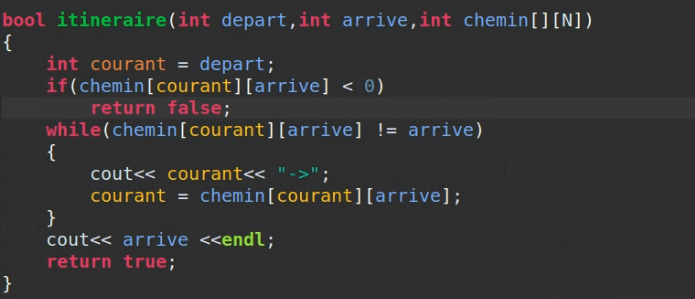 bool itineraire(int depart,int arrive,int chemin[][N])
{
    int courant = depart;
    if(chemin[courant][arrive] < 0)
        return false;
    while(chemin[courant][arrive] != arrive)
    {
        cout<< courant<< "->";
        courant = chemin[courant][arrive];
    }
    cout<< arrive <<endl;
    return true;
}